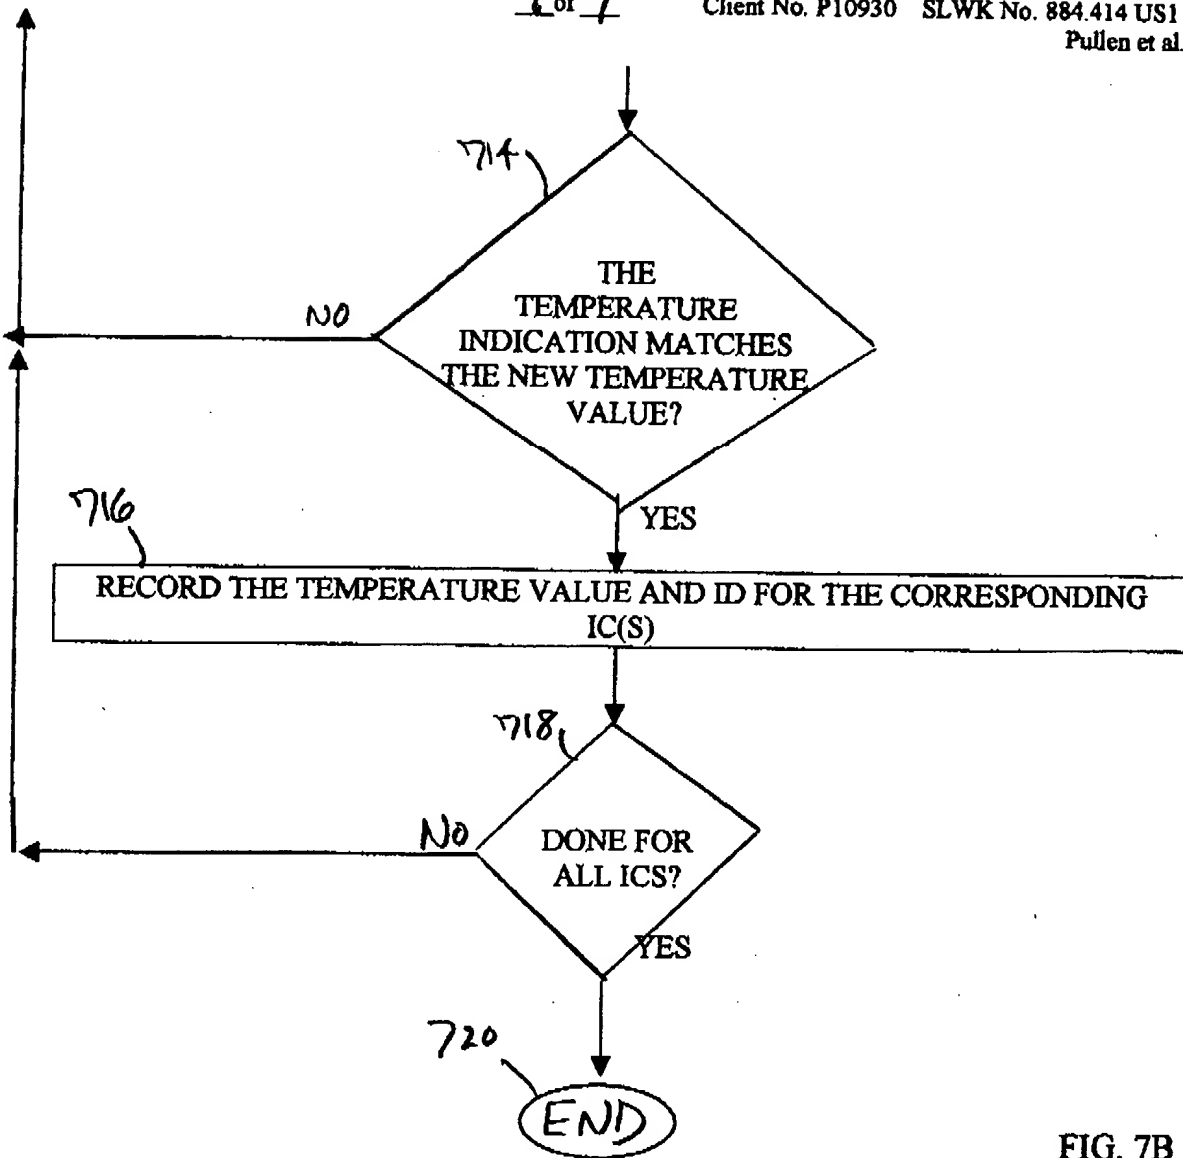 of
Client No. P10930 SLWK No. 884.414 US1
Pullen et al.
714
THE
TEMPERATURE
INDICATION MATCHES
THE NEW TEMPERATURE
VALUE?
NO
YES
716
RECORD THE TEMPERATURE VALUE AND ID FOR THE CORRESPONDING
IC(S)
718
DONE FOR
ALL ICS?
No
YES
720
END
FIG. 7B